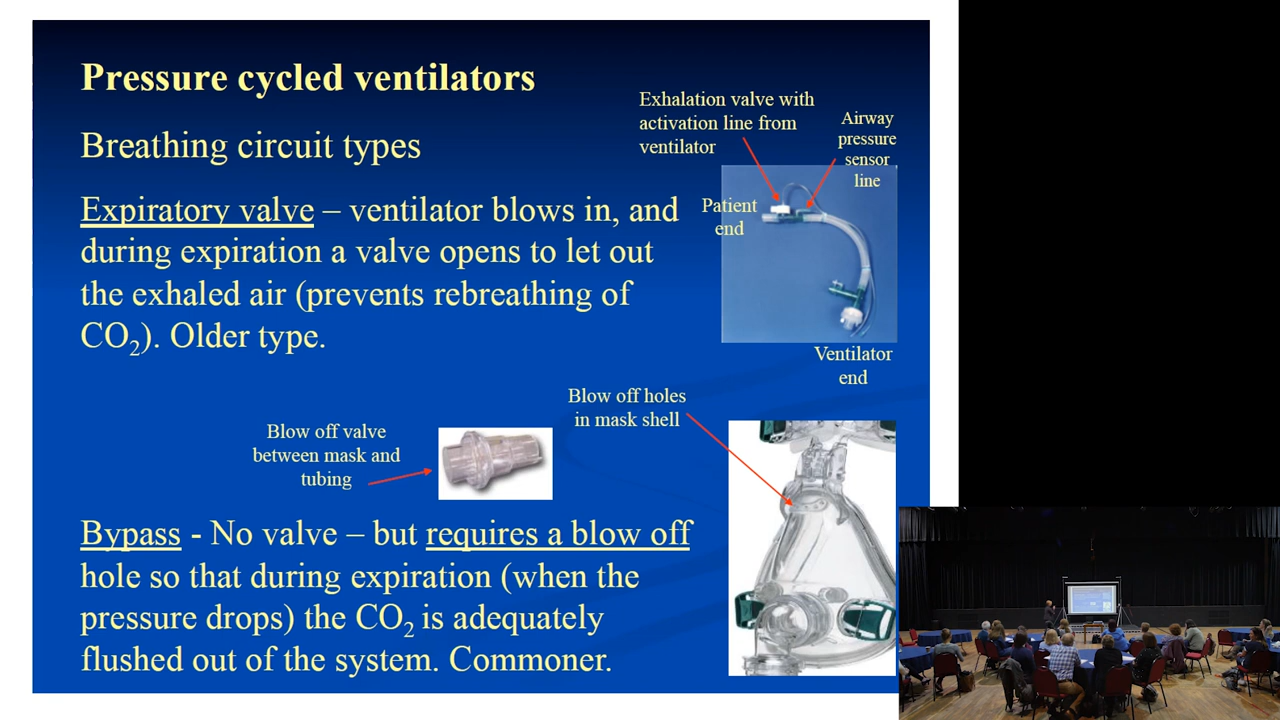 Pressure cycled ventilators
Breathing circuit types
Exhalation valve with
activation line from
ventilator
Airway
pressure
sensor
line
Patient
end
Expiratory valve – ventilator blows in, and
during expiration a valve opens to let out
the exhaled air (prevents rebreathing of
CO₂). Older type.
Ventilator
end
Blow off holes
in mask shell
Blow off valve
between mask and
tubing
Bypass - No valve – but requires a blow off
hole so that during expiration (when the
pressure drops) the CO₂ is adequately
flushed out of the system. Commoner.